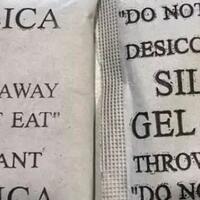 ICA
AWAY
T EAT"
ANT
ICA
"DO NOT
DESICC
SIL
GEL
THROW
"DO NO